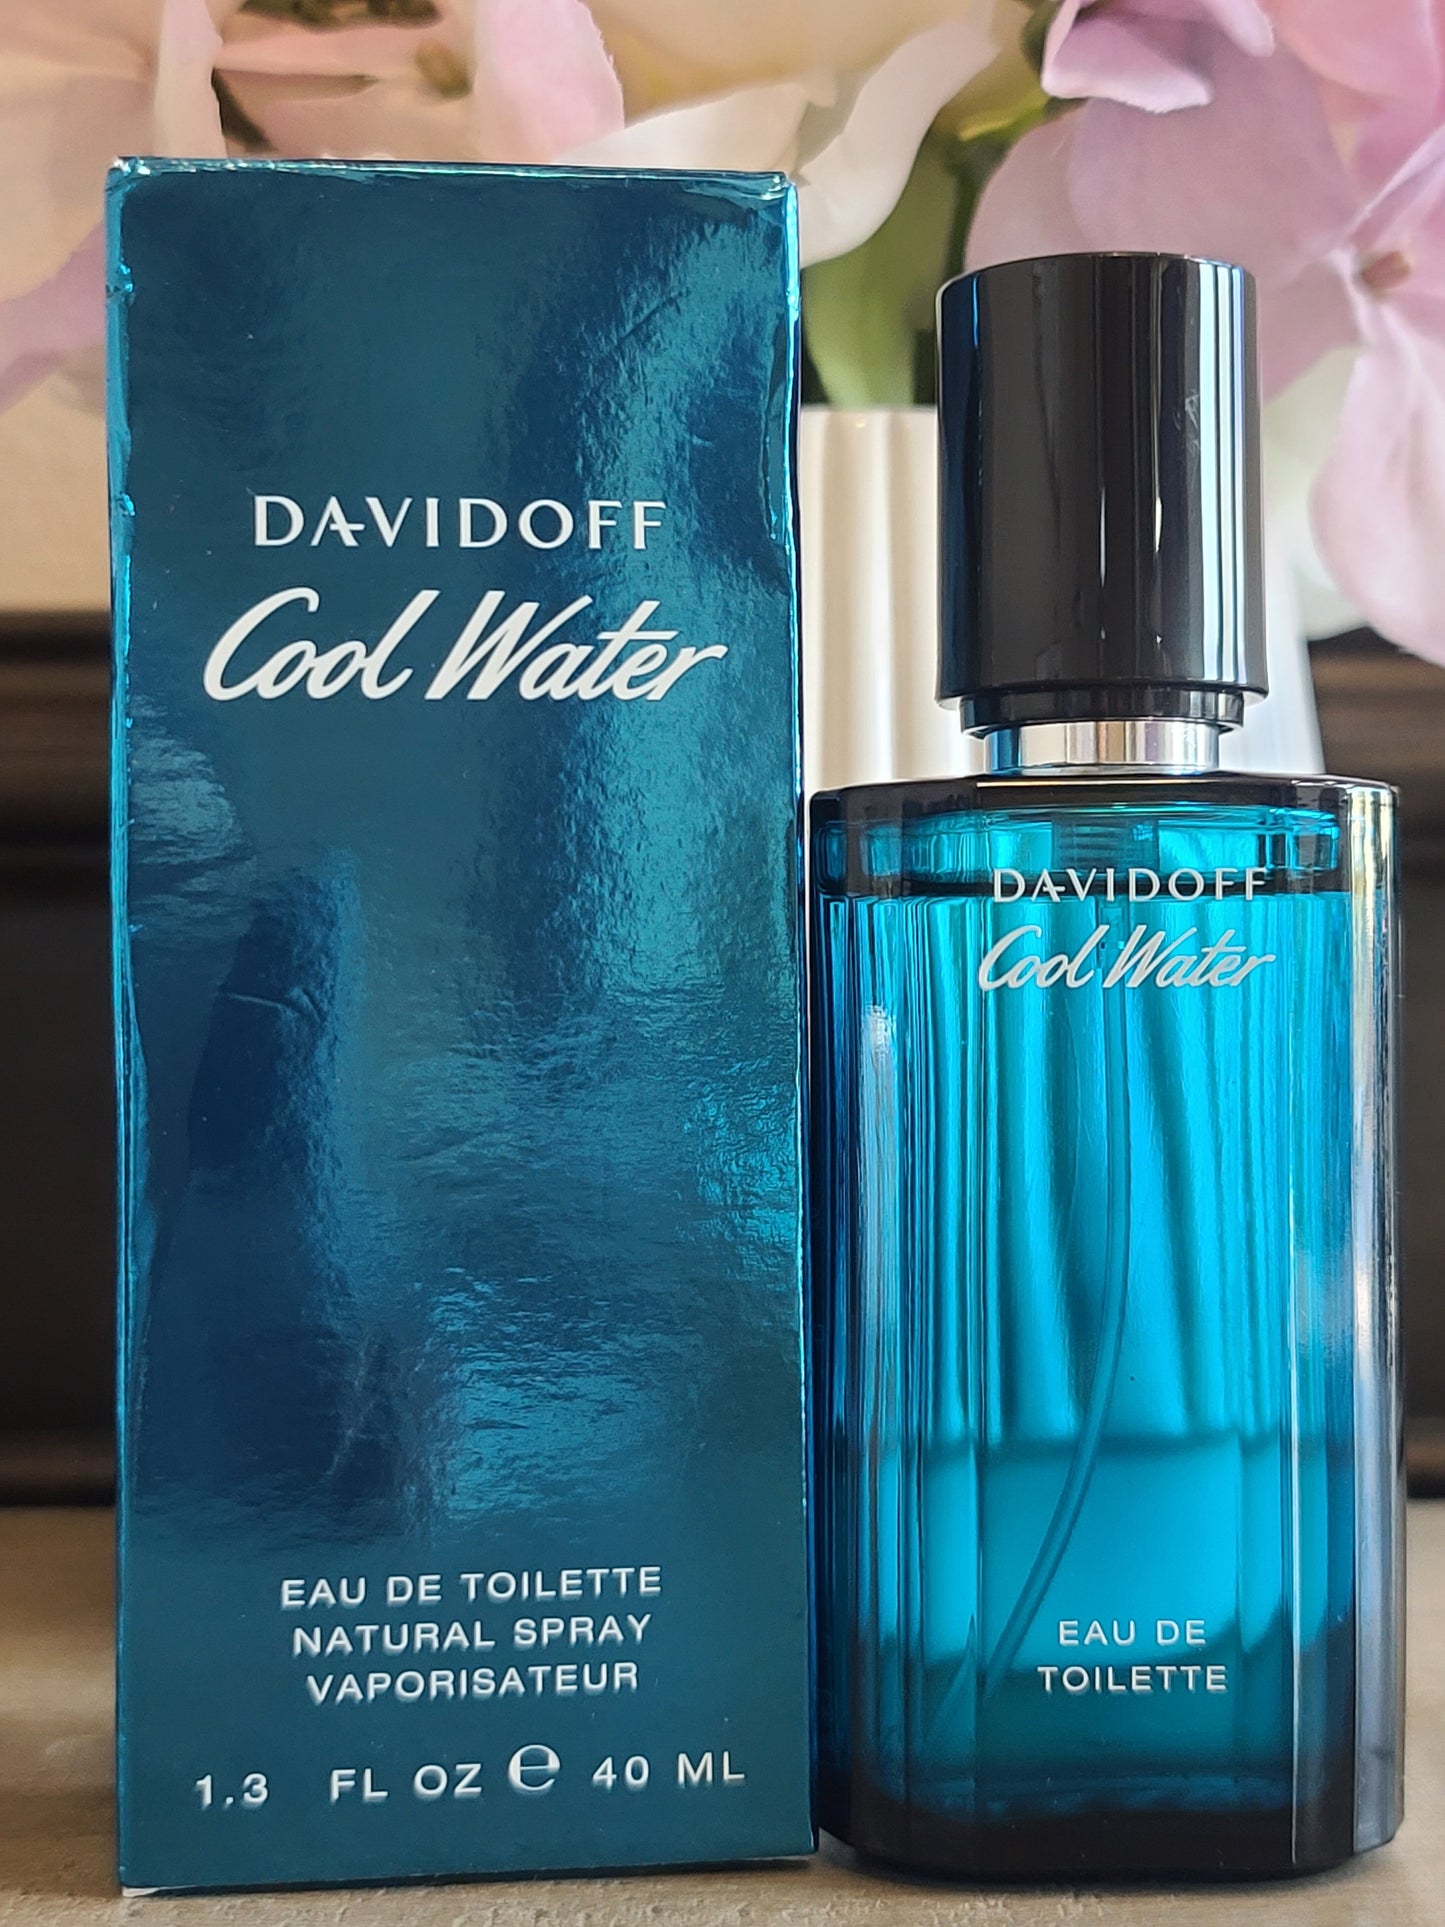 DAVIDOFF
Cool Water
EAU DE TOILETTE
NATURAL SPRAY
VAPORISATEUR
1.3 FL OZ ℮ 40 ML
DAVIDOFF
Cool Water
EAU DE
TOILETTE